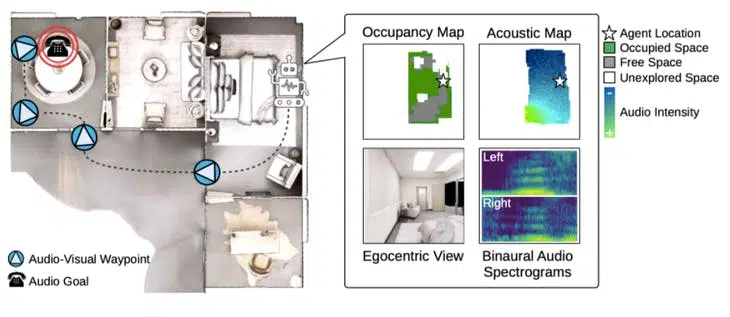 Occupancy Map
Acoustic Map
Agent Location
Occupied Space
Free Space
Unexplored Space
-
Audio Intensity
+
Left
Right
Audio-Visual Waypoint
Audio Goal
Egocentric View
Binaural Audio
Spectrograms